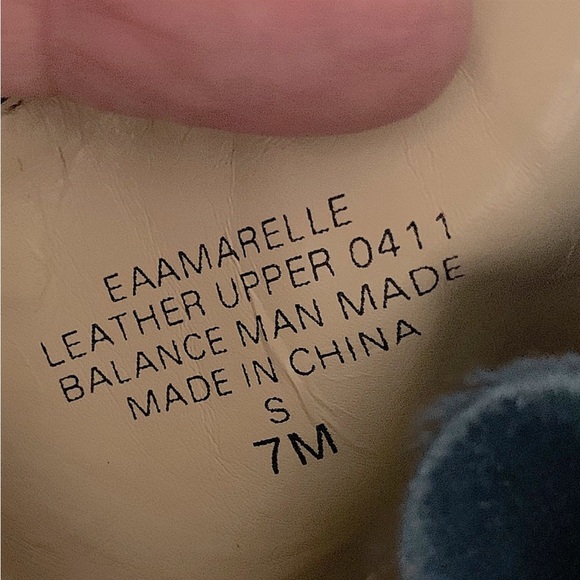 EAAMARELLE
LEATHER UPPER 0411
BALANCE MAN MADE
MADE IN CHINA
S
7M